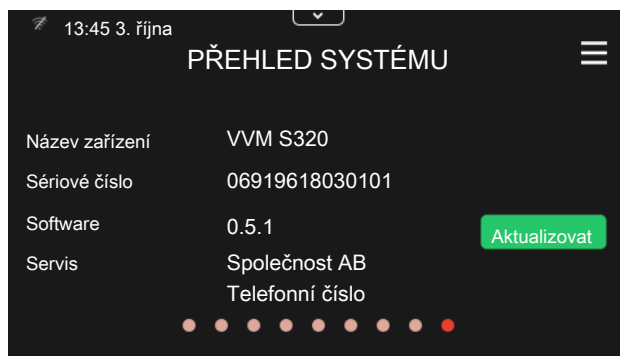 13:45 3. října
PŘEHLED SYSTÉMU
Název zařízení VVM S320
Sériové číslo 06919618030101
Software 0.5.1 Aktualizovat
Servis Společnost AB
Telefonní číslo